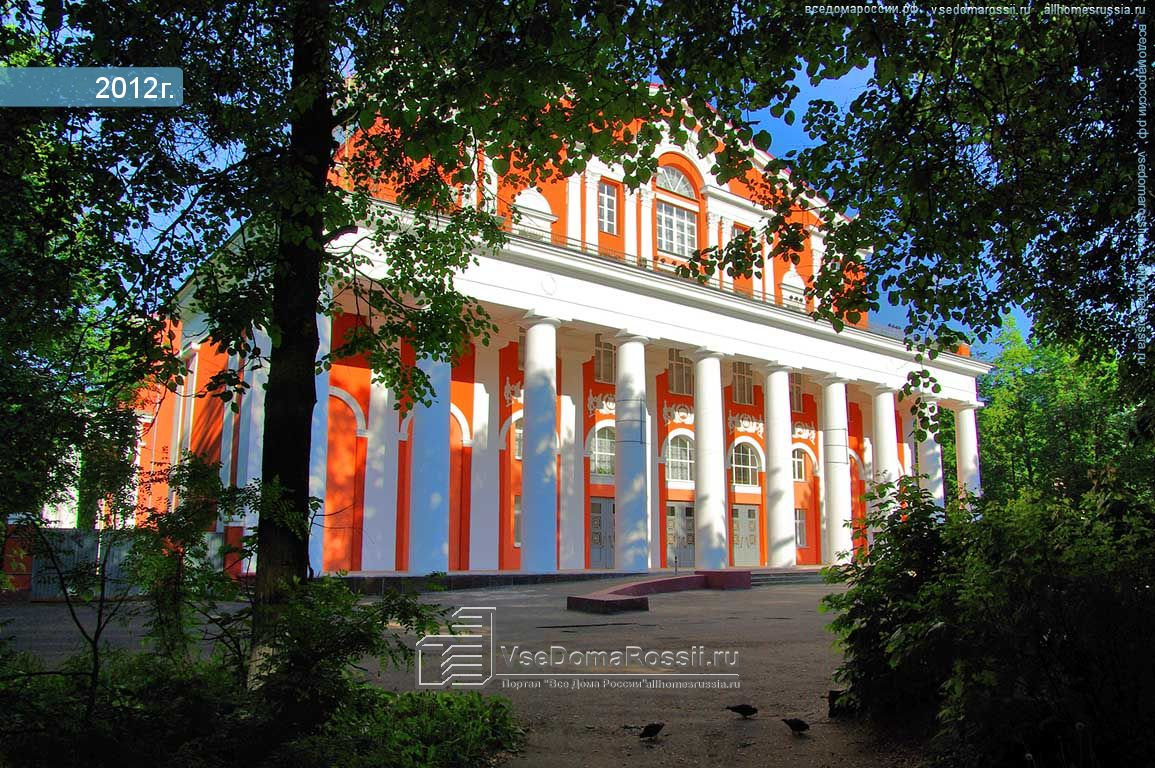 вседомароссии.рф, vsedomarossii.ru allhomesrussia.ru
2012г.
VseDomaRossii.ru
Портал "Все Дома России" allhomesrussia.ru